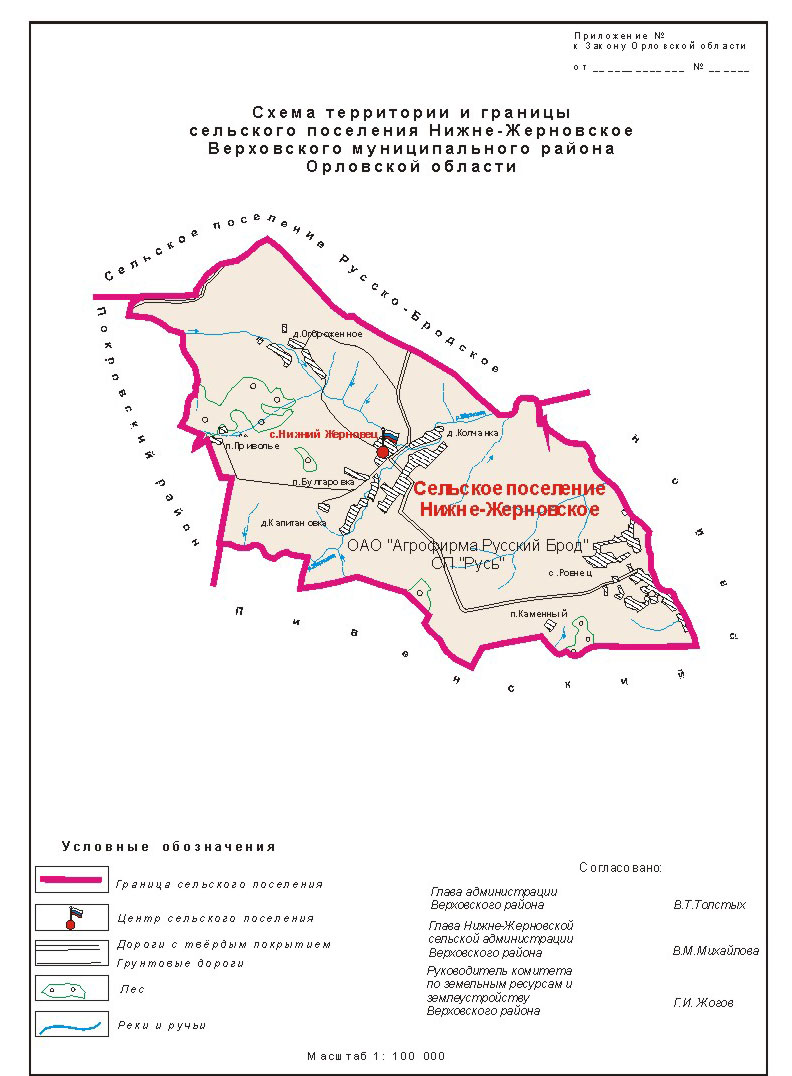 Приложение №
к Закону Орловской области
от _ _ _ _ _ _ _ _ _ _ _ _ _ № _ _ _ _ _ _
Схема территории и границы
сельского поселения Нижне-Жерновское
Верховского муниципального района
Орловской области
Сельское поселение Русско-Бродское
Покровский район
д.Огороженное
с.Нижний Жерновец
д.Колчанка
п.Приволье
п.Булгаровка
Сельское поселение
Нижне-Жерновское
д.Капитановка
ОАО "Агрофирма Русский Брод"
СП "Русь"
с.Ровнец
п.Каменный
Ливенский
Условные обозначения
Граница сельского поселения
Центр сельского поселения
Дороги с твёрдым покрытием
Грунтовые дороги
Лес
Реки и ручьи
Согласовано:
Глава администрации
Верховского района В.Т.Толстых
Глава Нижне-Жерновской
сельской администрации
Верховского района В.М.Михайлова
Руководитель комитета
по земельным ресурсам и
землеустройству Г.И. Жогов
Верховского района
Масштаб 1: 100 000